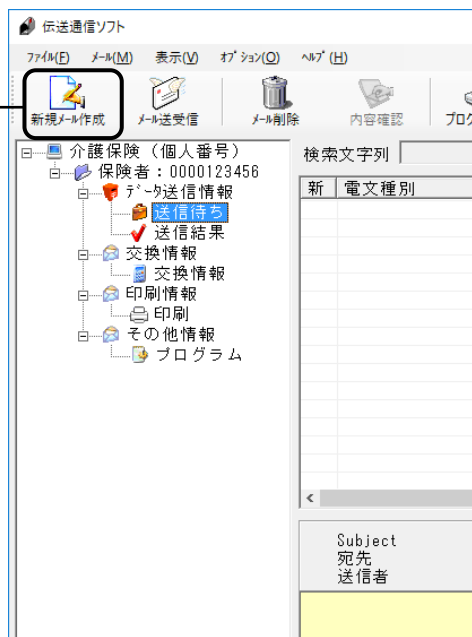 伝送通信ソフト
ﾌｧｲﾙ(F) ﾒｰﾙ(M) 表示(V) ｵﾌﾟｼｮﾝ(O) ﾍﾙﾌﾟ(H)
新規ﾒｰﾙ作成 ﾒｰﾙ送受信 ﾒｰﾙ削除 内容確認 ﾌﾟﾛｸﾞ
介護保険（個人番号）
保険者：0000123456
ﾃﾞｰﾀ送信情報
送信待ち
送信結果
交換情報
交換情報
印刷情報
印刷
その他情報
プログラム
検索文字列
新 電文種別
Subject
宛先
送信者